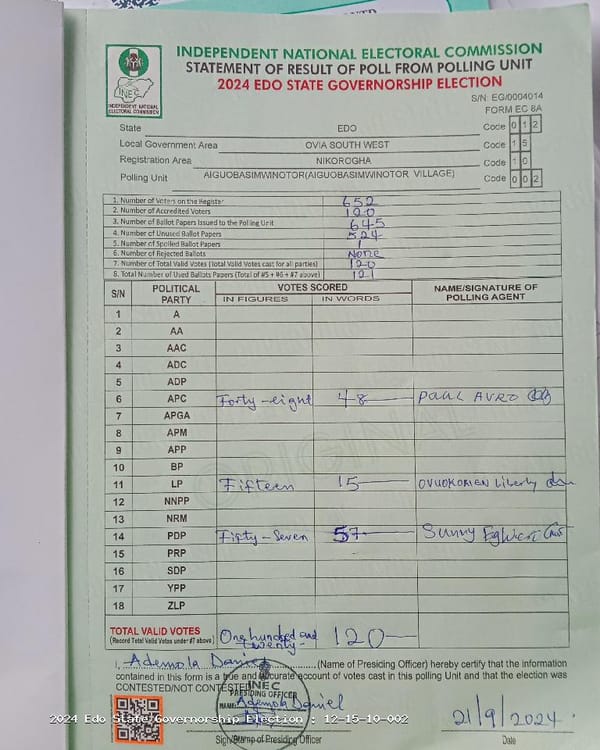 INDEPENDENT NATIONAL ELECTORAL COMMISSION
STATEMENT OF RESULT OF POLL FROM POLLING UNIT
2024 EDO STATE GOVERNORSHIP ELECTION
INEC
INDEPENDENT NATIONAL
ELECTORAL COMMISSION
S/N: EG/0004014
FORM EC 8A
State EDO Code 0 1 2
Local Government Area OVIA SOUTH WEST Code 1 5
Registration Area NIKOROGHA Code 1 0
Polling Unit AIGUOBASIMWINOTOR(AIGUOBASIMWINOTOR VILLAGE) Code 0 0 2
1. Number of Voters on the Register 652
2. Number of Accredited Voters 120
3. Number of Ballot Papers Issued to the Polling Unit 645
4. Number of Unused Ballot Papers 524
5. Number of Spoiled Ballot Papers 1
6. Number of Rejected Ballots None
7. Number of Total Valid Votes (Total Valid Votes cast for all parties) 120
8. Total Number of Used Ballots Papers (Total of #5 + #6 + #7 above) 121
S/N POLITICAL PARTY VOTES SCORED NAME/SIGNATURE OF POLLING AGENT
IN FIGURES IN WORDS
1 A
2 AA
3 AAC
4 ADC
5 ADP
6 APC Forty-eight 48 PAUL AVRO
7 APGA
8 APM
9 APP
10 BP
11 LP Fifteen 15 OVUOKORIEN Liberty
12 NNPP
13 NRM
14 PDP Fifty-Seven 57 Sunny
15 PRP
16 SDP
17 YPP
18 ZLP
ORIGINAL
TOTAL VALID VOTES One hundred and twenty 120
(Record Total Valid Votes under #7 above)
I, Ademola Daniel (Name of Presiding Officer) hereby certify that the information
contained in this form is a true and accurate account of votes cast in this polling Unit and that the election was
CONTESTED/NOT CONTESTED
INEC
PRESIDING OFFICER
NAME: Ademola Daniel
21/9/2024
2024 Edo State Governorship Election : 12-15-10-002
Sign/Stamp of Presiding Officer Date